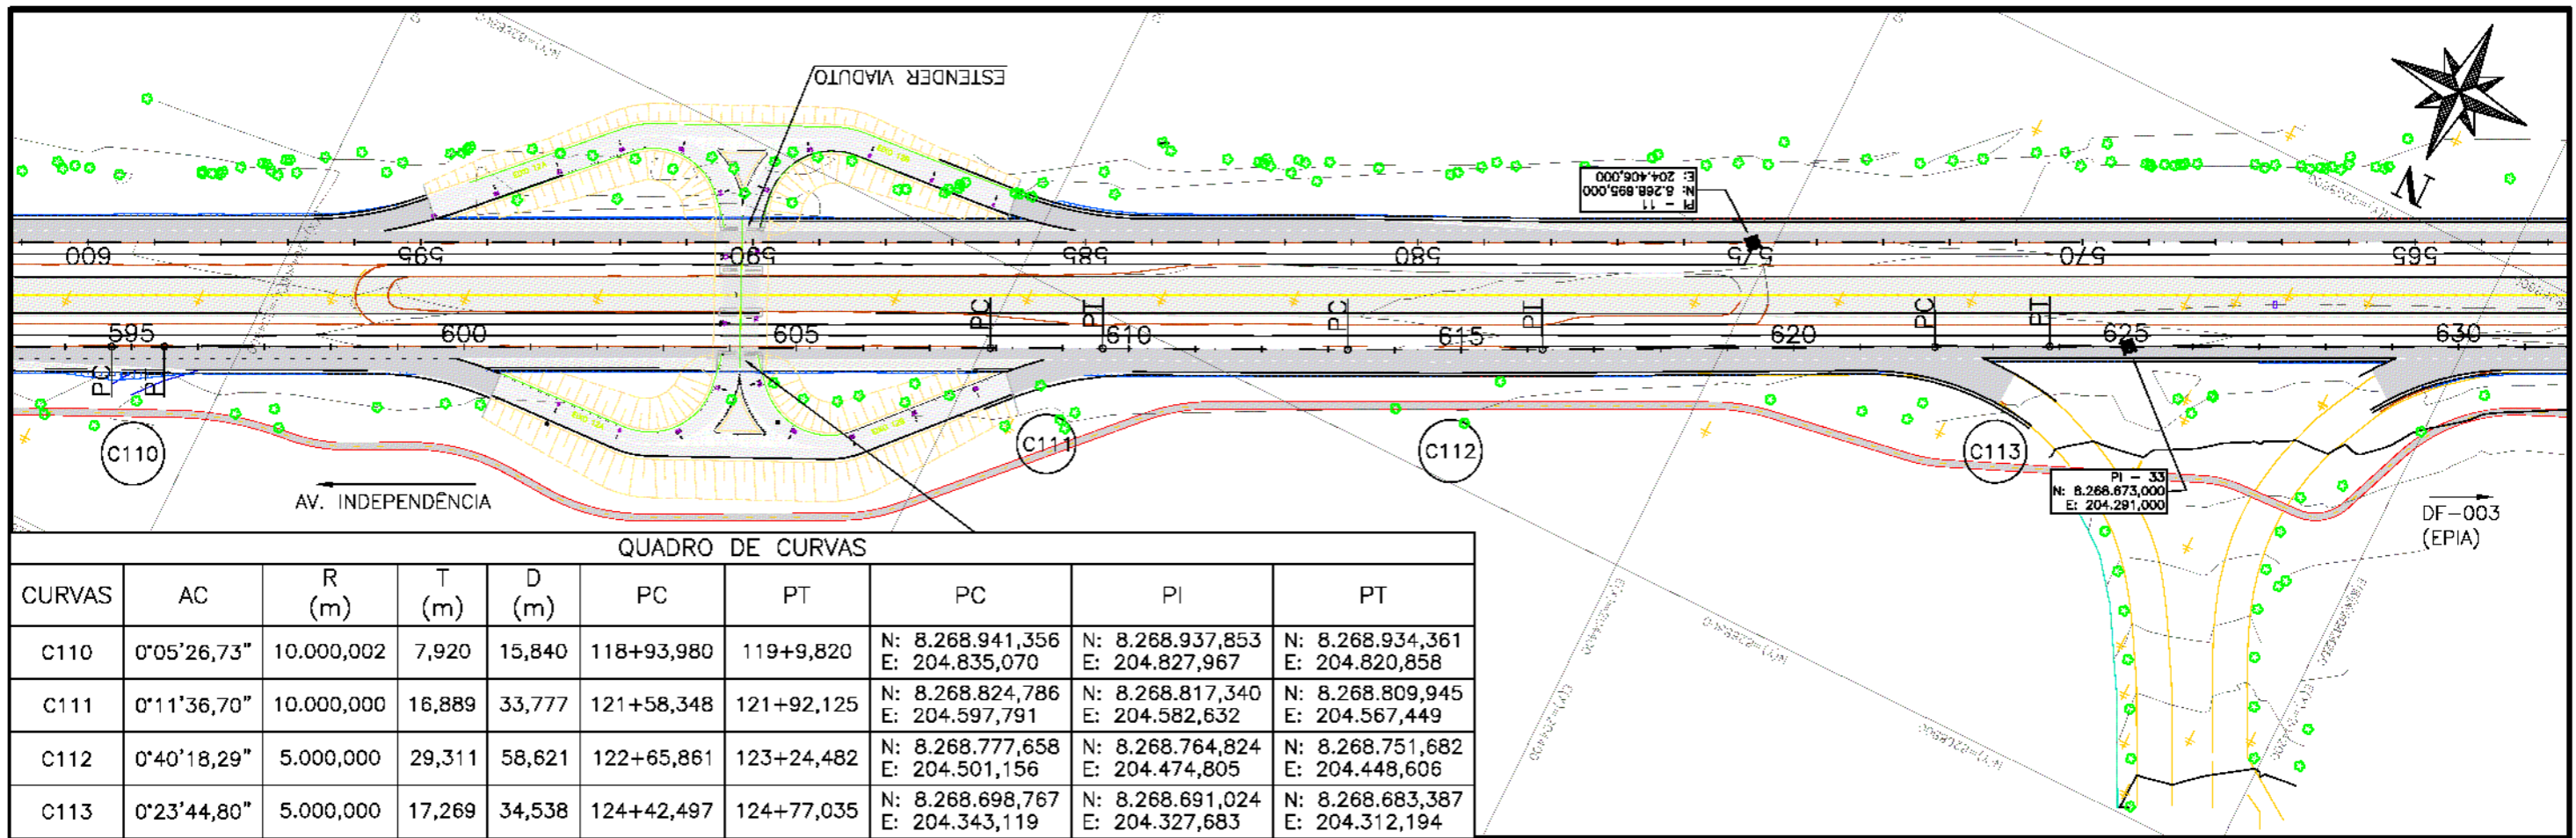 ESTENDER VIADUTO
N
PI - 11
N: 8.268.895,000
E: 204.406,000
600
595
590
585
580
575
570
565
PC
PT
PC
PT
PC
PT
595
600
605
610
615
620
625
630
PC
PT
C110
C111
C112
C113
AV. INDEPENDÊNCIA
PI - 33
N: 8.268.673,000
E: 204.291,000
DF-003
(EPIA)
QUADRO DE CURVAS
CURVAS AC R (m) T (m) D (m) PC PT PC PI PT
C110 0°05'26,73" 10.000,002 7,920 15,840 118+93,980 119+9,820 N: 8.268.941,356 E: 204.835,070 N: 8.268.937,853 E: 204.827,967 N: 8.268.934,361 E: 204.820,858
C111 0°11'36,70" 10.000,000 16,889 33,777 121+58,348 121+92,125 N: 8.268.824,786 E: 204.597,791 N: 8.268.817,340 E: 204.582,632 N: 8.268.809,945 E: 204.567,449
C112 0°40'18,29" 5.000,000 29,311 58,621 122+65,861 123+24,482 N: 8.268.777,658 E: 204.501,156 N: 8.268.764,824 E: 204.474,805 N: 8.268.751,682 E: 204.448,606
C113 0°23'44,80" 5.000,000 17,269 34,538 124+42,497 124+77,035 N: 8.268.698,767 E: 204.343,119 N: 8.268.691,024 E: 204.327,683 N: 8.268.683,387 E: 204.312,194